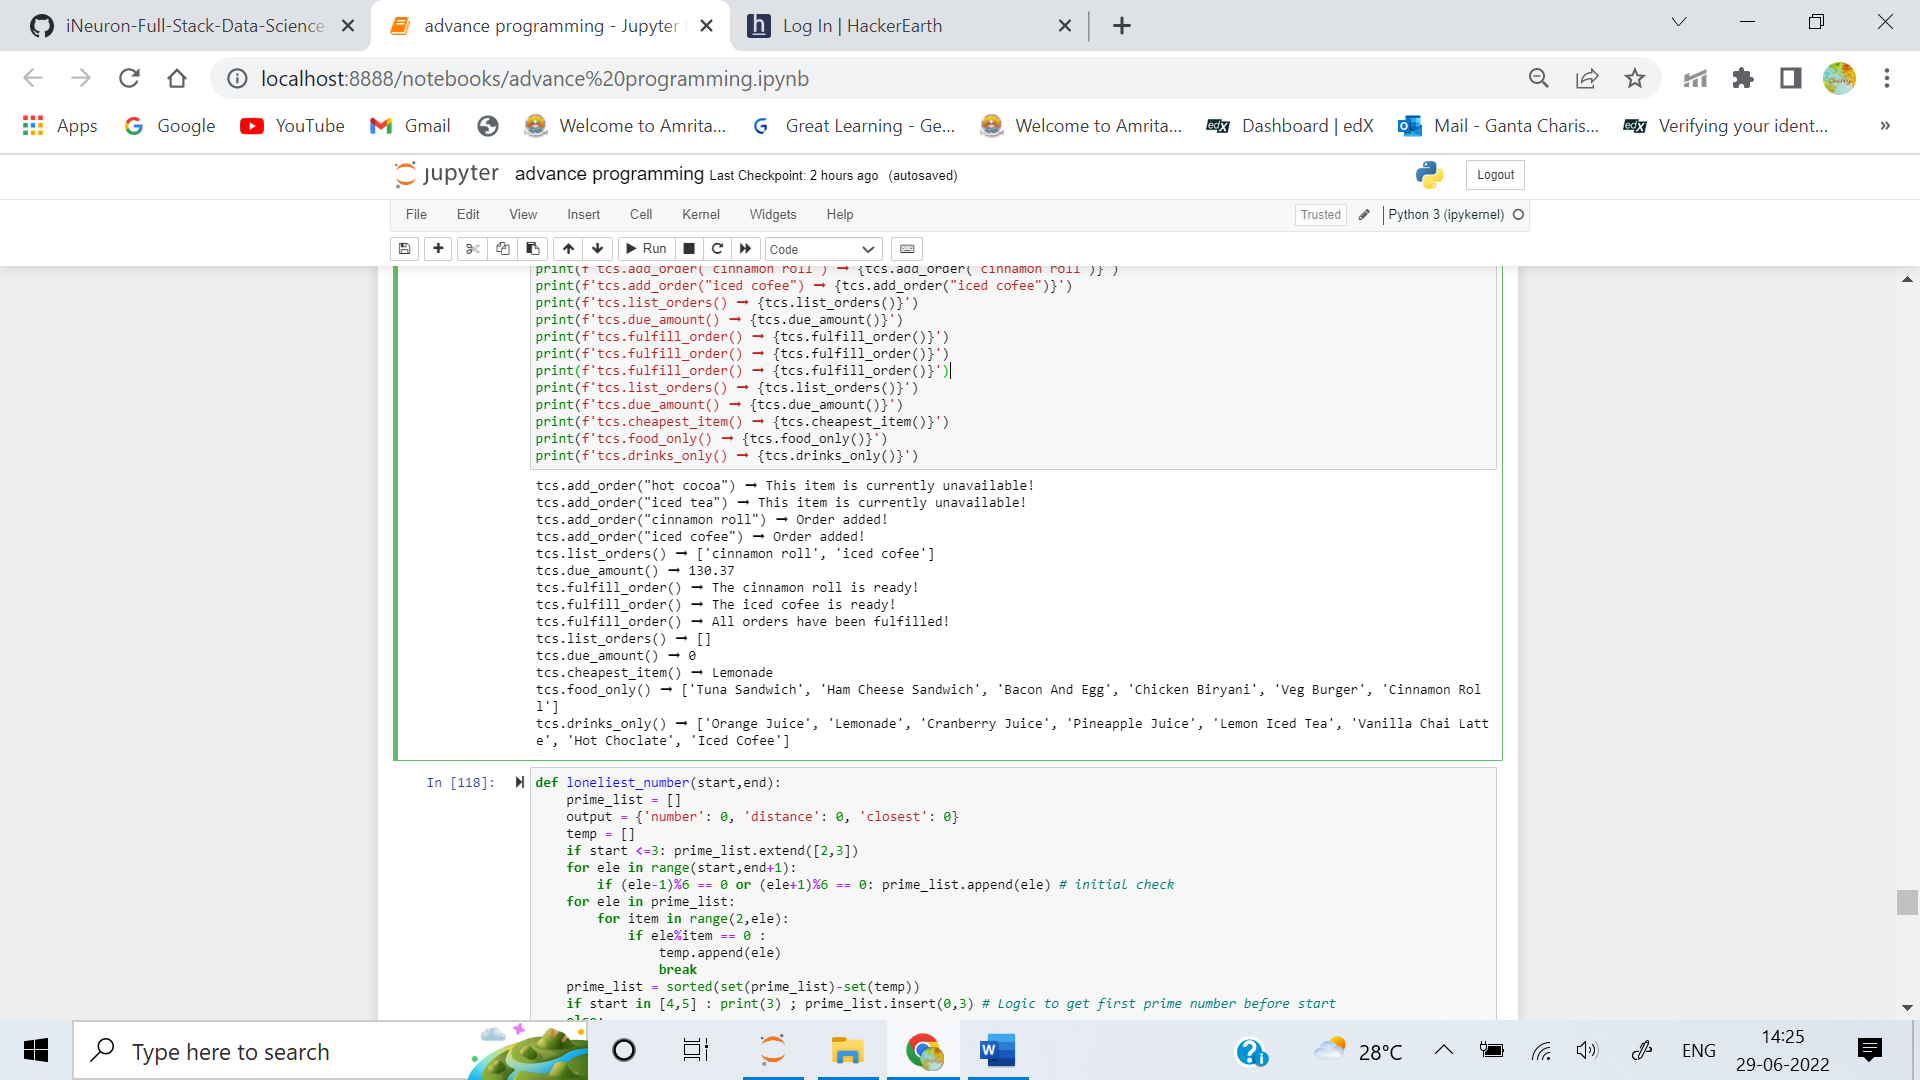 iNeuron-Full-Stack-Data-Science
advance programming - Jupyter
Log In | HackerEarth
localhost:8888/notebooks/advance%20programming.ipynb
Apps
Google
YouTube
Gmail
Welcome to Amrita...
Great Learning - Ge...
Welcome to Amrita...
Dashboard | edX
Mail - Ganta Charis...
Verifying your ident...
»
jupyter advance programming Last Checkpoint: 2 hours ago (autosaved)
Logout
File Edit View Insert Cell Kernel Widgets Help
Trusted
Python 3 (ipykernel)
Run
Code
print(f'tcs.add_order("cinnamon roll") ➞ {tcs.add_order("cinnamon roll")}')
print(f'tcs.add_order("iced cofee") ➞ {tcs.add_order("iced cofee")}')
print(f'tcs.list_orders() ➞ {tcs.list_orders()}')
print(f'tcs.due_amount() ➞ {tcs.due_amount()}')
print(f'tcs.fulfill_order() ➞ {tcs.fulfill_order()}')
print(f'tcs.fulfill_order() ➞ {tcs.fulfill_order()}')
print(f'tcs.fulfill_order() ➞ {tcs.fulfill_order()}')
print(f'tcs.list_orders() ➞ {tcs.list_orders()}')
print(f'tcs.due_amount() ➞ {tcs.due_amount()}')
print(f'tcs.cheapest_item() ➞ {tcs.cheapest_item()}')
print(f'tcs.food_only() ➞ {tcs.food_only()}')
print(f'tcs.drinks_only() ➞ {tcs.drinks_only()}')
tcs.add_order("hot cocoa") ➞ This item is currently unavailable!
tcs.add_order("iced tea") ➞ This item is currently unavailable!
tcs.add_order("cinnamon roll") ➞ Order added!
tcs.add_order("iced cofee") ➞ Order added!
tcs.list_orders() ➞ ['cinnamon roll', 'iced cofee']
tcs.due_amount() ➞ 130.37
tcs.fulfill_order() ➞ The cinnamon roll is ready!
tcs.fulfill_order() ➞ The iced cofee is ready!
tcs.fulfill_order() ➞ All orders have been fulfilled!
tcs.list_orders() ➞ []
tcs.due_amount() ➞ 0
tcs.cheapest_item() ➞ Lemonade
tcs.food_only() ➞ ['Tuna Sandwich', 'Ham Cheese Sandwich', 'Bacon And Egg', 'Chicken Biryani', 'Veg Burger', 'Cinnamon Rol
l']
tcs.drinks_only() ➞ ['Orange Juice', 'Lemonade', 'Cranberry Juice', 'Pineapple Juice', 'Lemon Iced Tea', 'Vanilla Chai Latt
e', 'Hot Choclate', 'Iced Cofee']
In [118]:
def loneliest_number(start,end):
    prime_list = []
    output = {'number': 0, 'distance': 0, 'closest': 0}
    temp = []
    if start <=3: prime_list.extend([2,3])
    for ele in range(start,end+1):
        if (ele-1)%6 == 0 or (ele+1)%6 == 0: prime_list.append(ele) # initial check
    for ele in prime_list:
        for item in range(2,ele):
            if ele%item == 0 :
                temp.append(ele)
                break
    prime_list = sorted(set(prime_list)-set(temp))
    if start in [4,5] : print(3) ; prime_list.insert(0,3) # Logic to get first prime number before start
    else:
Type here to search
28°C
ENG
14:25
29-06-2022